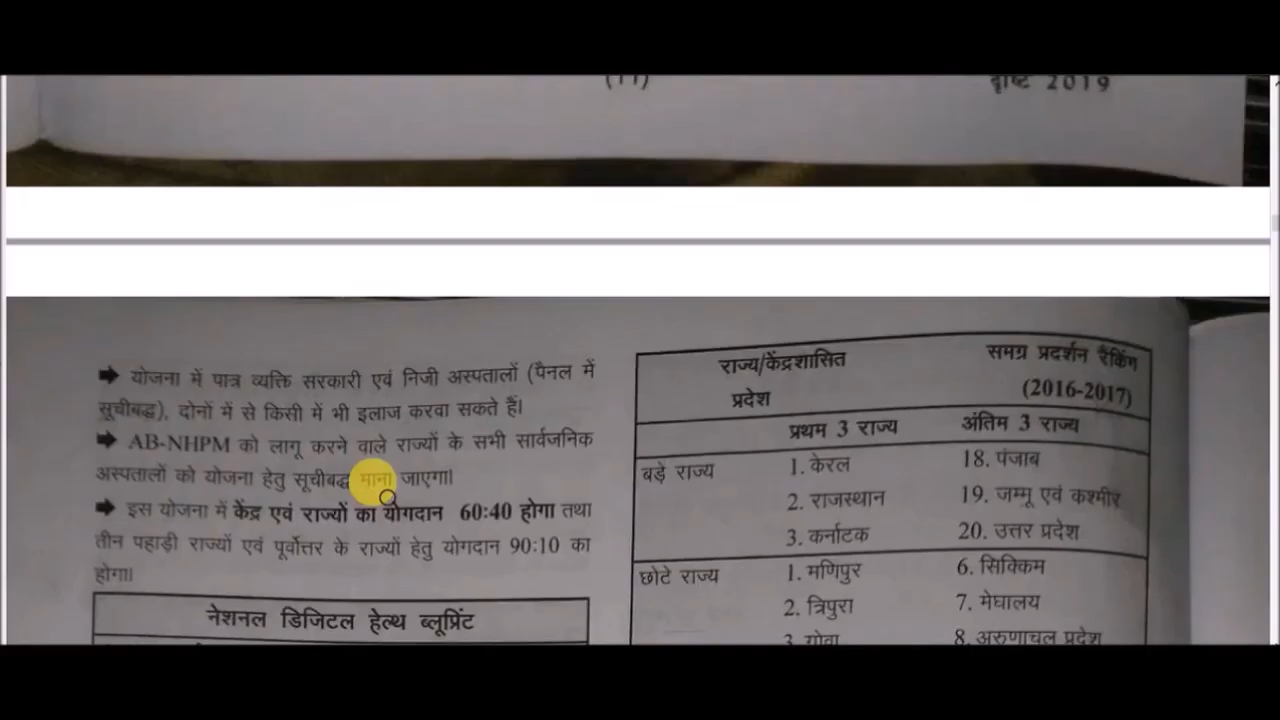 (11)
दृष्टि 2019
➡ योजना में पात्र व्यक्ति सरकारी एवं निजी अस्पतालों (पैनल में
सूचीबद्ध), दोनों में से किसी में भी इलाज करवा सकते हैं।
➡ AB-NHPM को लागू करने वाले राज्यों के सभी सार्वजनिक
अस्पतालों को योजना हेतु सूचीबद्ध माना जाएगा।
➡ इस योजना में केंद्र एवं राज्यों का योगदान 60:40 होगा तथा
तीन पहाड़ी राज्यों एवं पूर्वोत्तर के राज्यों हेतु योगदान 90:10 का
होगा।
नेशनल डिजिटल हेल्थ ब्लूप्रिंट
राज्य/केंद्रशासित समग्र प्रदर्शन रैंकिंग
प्रदेश (2016-2017)
प्रथम 3 राज्य अंतिम 3 राज्य
बड़े राज्य 1. केरल 18. पंजाब
2. राजस्थान 19. जम्मू एवं कश्मीर
3. कर्नाटक 20. उत्तर प्रदेश
छोटे राज्य 1. मणिपुर 6. सिक्किम
2. त्रिपुरा 7. मेघालय
3. गोवा 8. अरुणाचल प्रदेश